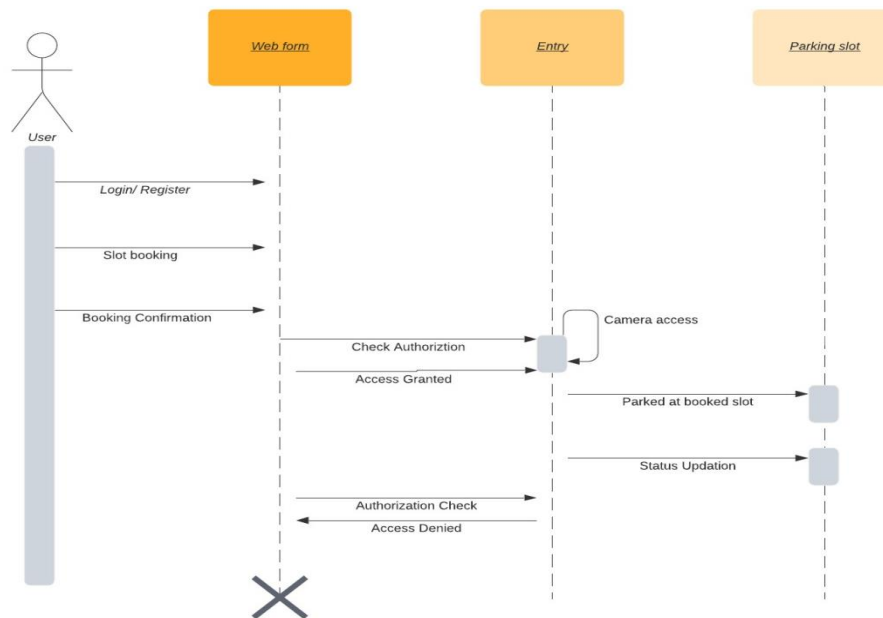 Web form
Entry
Parking slot
User
Login/ Register
Slot booking
Booking Confirmation
Camera access
Check Authoriztion
Access Granted
Parked at booked slot
Status Updation
Authorization Check
Access Denied